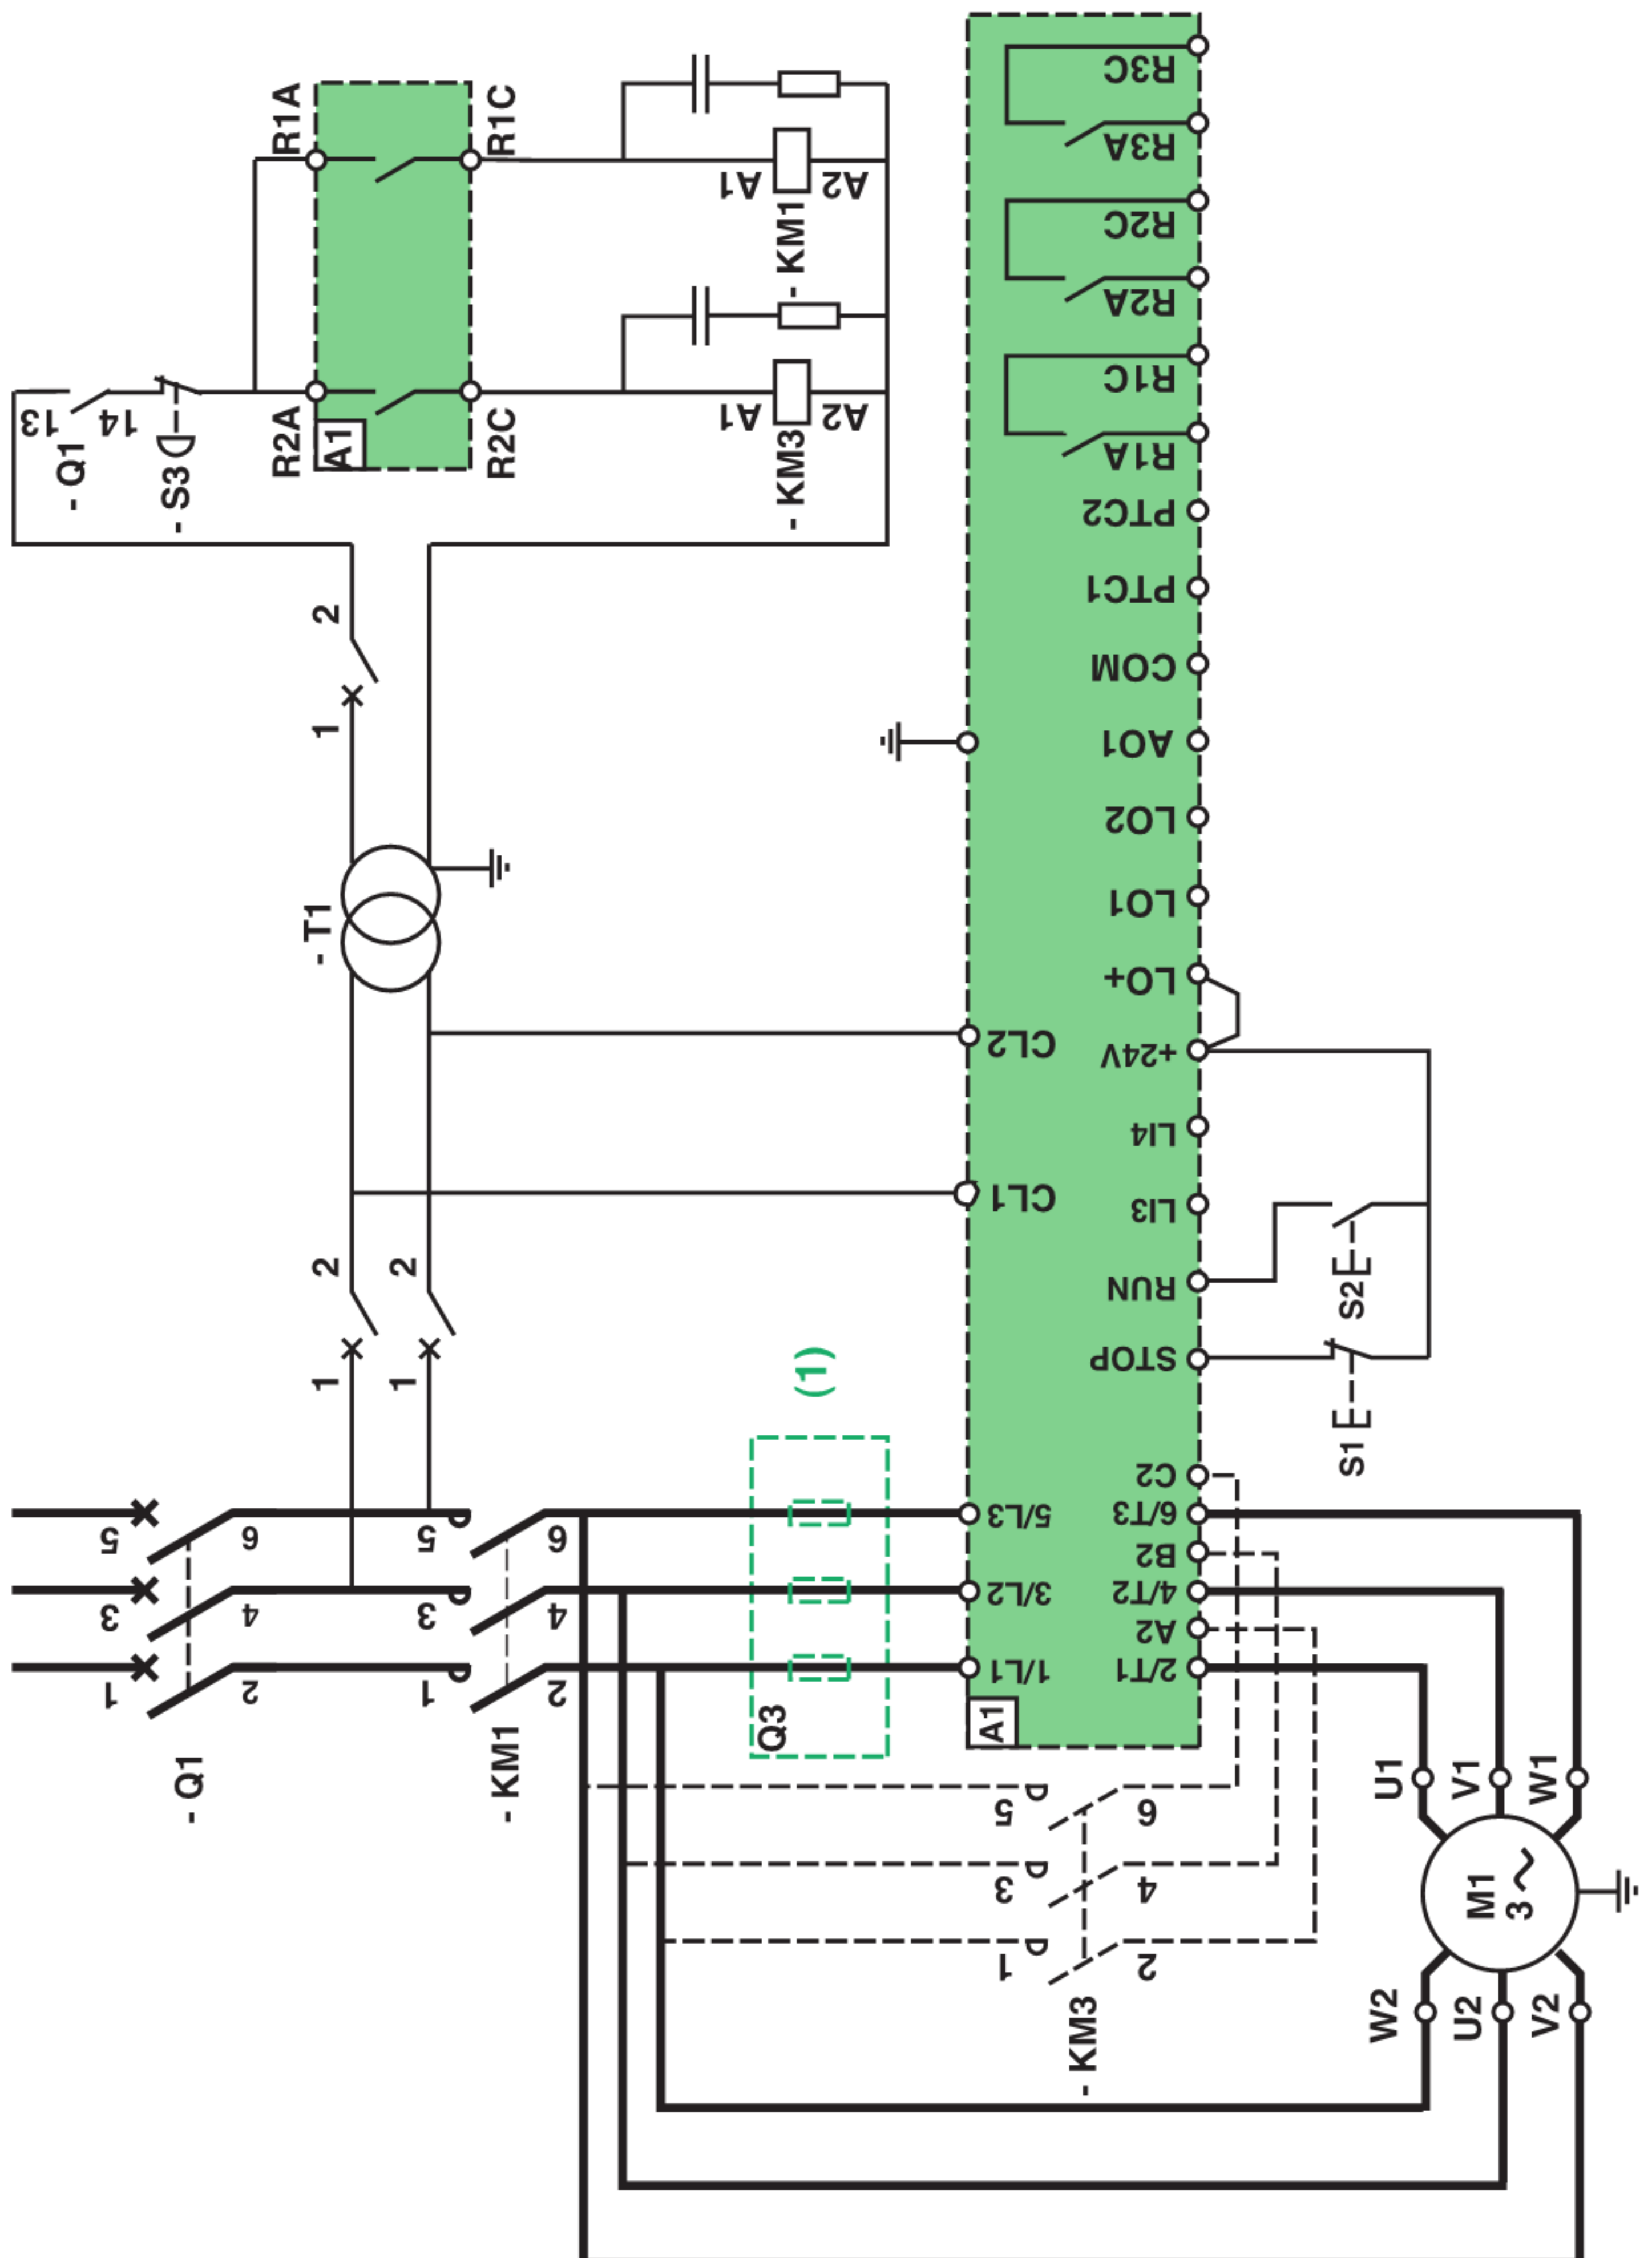 R1A
R1C
A1
A2
- KM1
R2A
R2C
A1
13
14
- Q1
- S3
A1
A2
- KM3
2
1
- T1
2
2
1
1
5
6
5
6
3
4
3
4
1
2
1
2
- Q1
- KM1
(1)
Q3
R3C
R3A
R2C
R2A
R1C
R1A
PTC2
PTC1
COM
AO1
LO2
LO1
LO+
+24V
LI4
LI3
RUN
STOP
CL2
CL1
S2
S1
C2
5/L3
6/T3
B2
3/L2
4/T2
A2
1/L1
2/T1
A1
5
6
3
4
1
2
- KM3
U1
V1
W1
M1
3 ~
W2
U2
V2